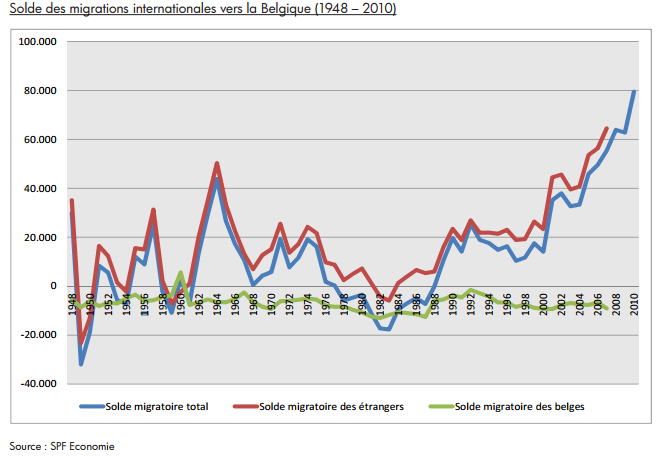 Solde des migrations internationales vers la Belgique (1948 – 2010)
100.000
80.000
60.000
40.000
20.000
0
-20.000
-40.000
1948 1950 1952 1954 1956 1958 1960 1962 1964 1966 1968 1970 1972 1974 1976 1978 1980 1982 1984 1986 1988 1990 1992 1994 1996 1998 2000 2002 2004 2006 2008 2010
Solde migratoire total Solde migratoire des étrangers Solde migratoire des belges
Source : SPF Economie